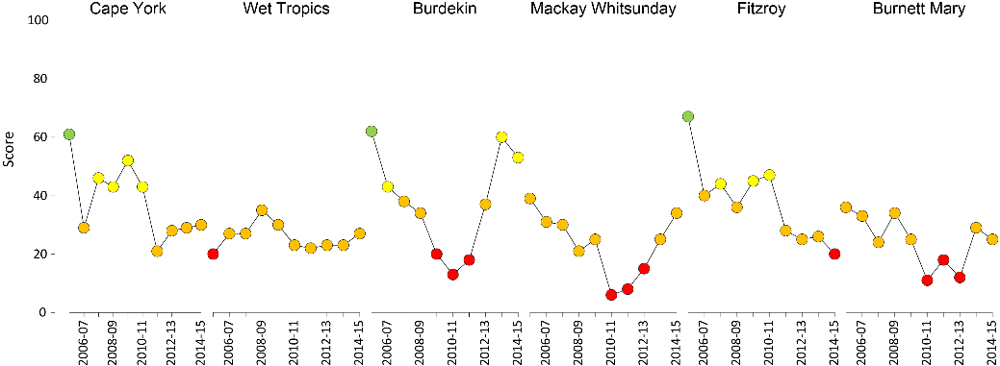 Cape York Wet Tropics Burdekin Mackay Whitsunday Fitzroy Burnett Mary
100
80
60
40
20
0
Score
2006-07 2008-09 2010-11 2012-13 2014-15 2006-07 2008-09 2010-11 2012-13 2014-15 2006-07 2008-09 2010-11 2012-13 2014-15 2006-07 2008-09 2010-11 2012-13 2014-15 2006-07 2008-09 2010-11 2012-13 2014-15 2006-07 2008-09 2010-11 2012-13 2014-15